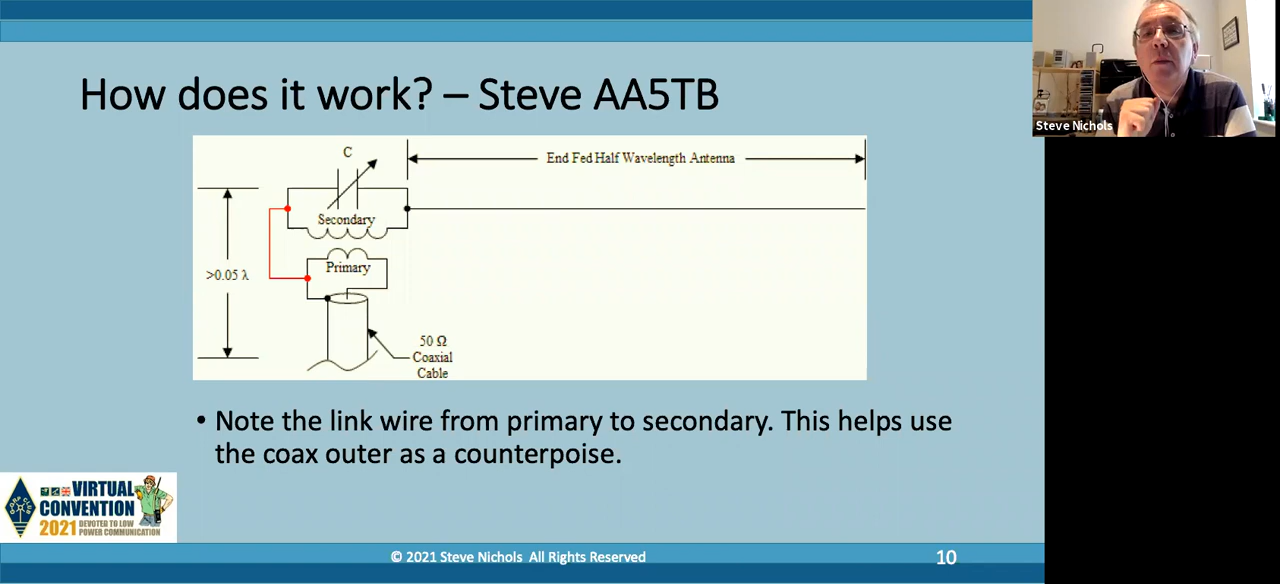 How does it work? – Steve AA5TB
C
End Fed Half Wavelength Antenna
Secondary
>0.05 λ
Primary
50 Ω
Coaxial
Cable
• Note the link wire from primary to secondary. This helps use
the coax outer as a counterpoise.
VIRTUAL
CONVENTION
2021 DEVOTED TO LOW
POWER COMMUNICATION
© 2021 Steve Nichols All Rights Reserved
10
Steve Nichols